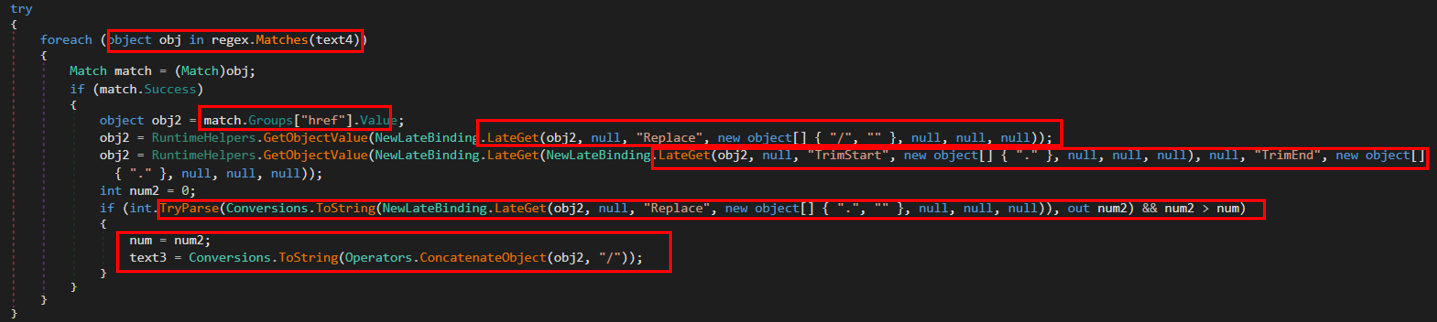 try
{
foreach (object obj in regex.Matches(text4))
{
Match match = (Match)obj;
if (match.Success)
{
object obj2 = match.Groups["href"].Value;
obj2 = RuntimeHelpers.GetObjectValue(NewLateBinding.LateGet(obj2, null, "Replace", new object[] { "/", "" }, null, null, null));
obj2 = RuntimeHelpers.GetObjectValue(NewLateBinding.LateGet(NewLateBinding.LateGet(obj2, null, "TrimStart", new object[] { "." }, null, null, null), null, "TrimEnd", new object[]
{ "." }, null, null, null));
int num2 = 0;
if (int.TryParse(Conversions.ToString(NewLateBinding.LateGet(obj2, null, "Replace", new object[] { ".", "" }, null, null, null)), out num2) && num2 > num)
{
num = num2;
text3 = Conversions.ToString(Operators.ConcatenateObject(obj2, "/"));
}
}
}
}